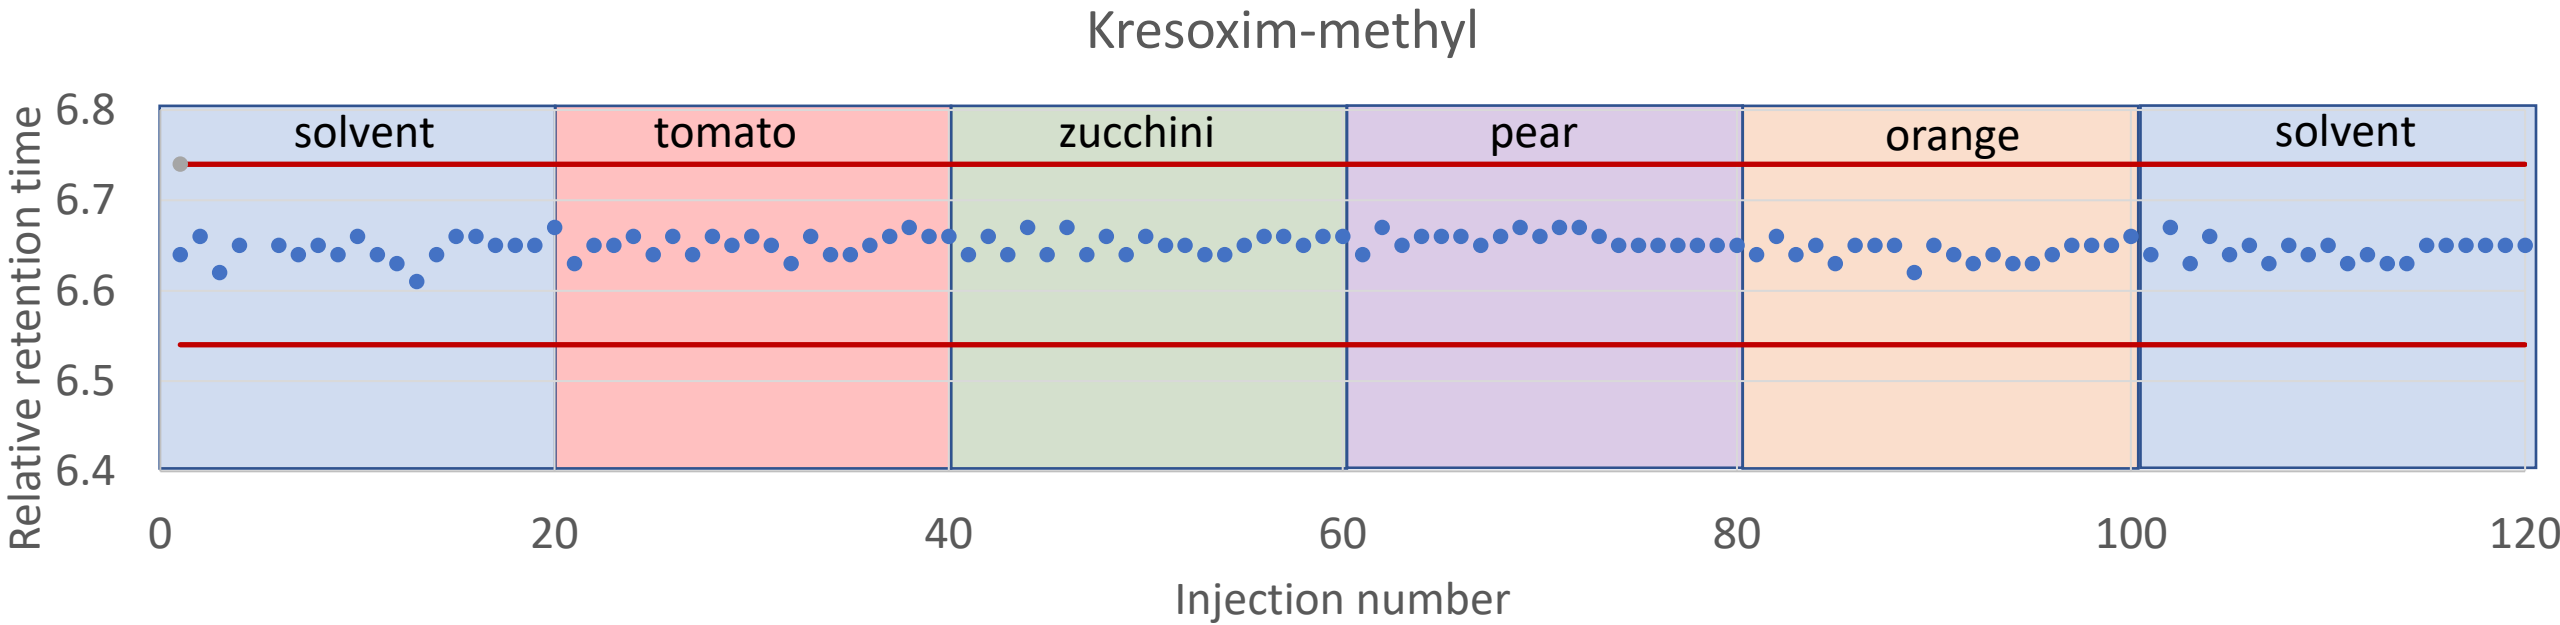 Kresoxim-methyl
Relative retention time
6.8
6.7
6.6
6.5
6.4
solvent
tomato
zucchini
pear
orange
solvent
0
20
40
60
80
100
120
Injection number